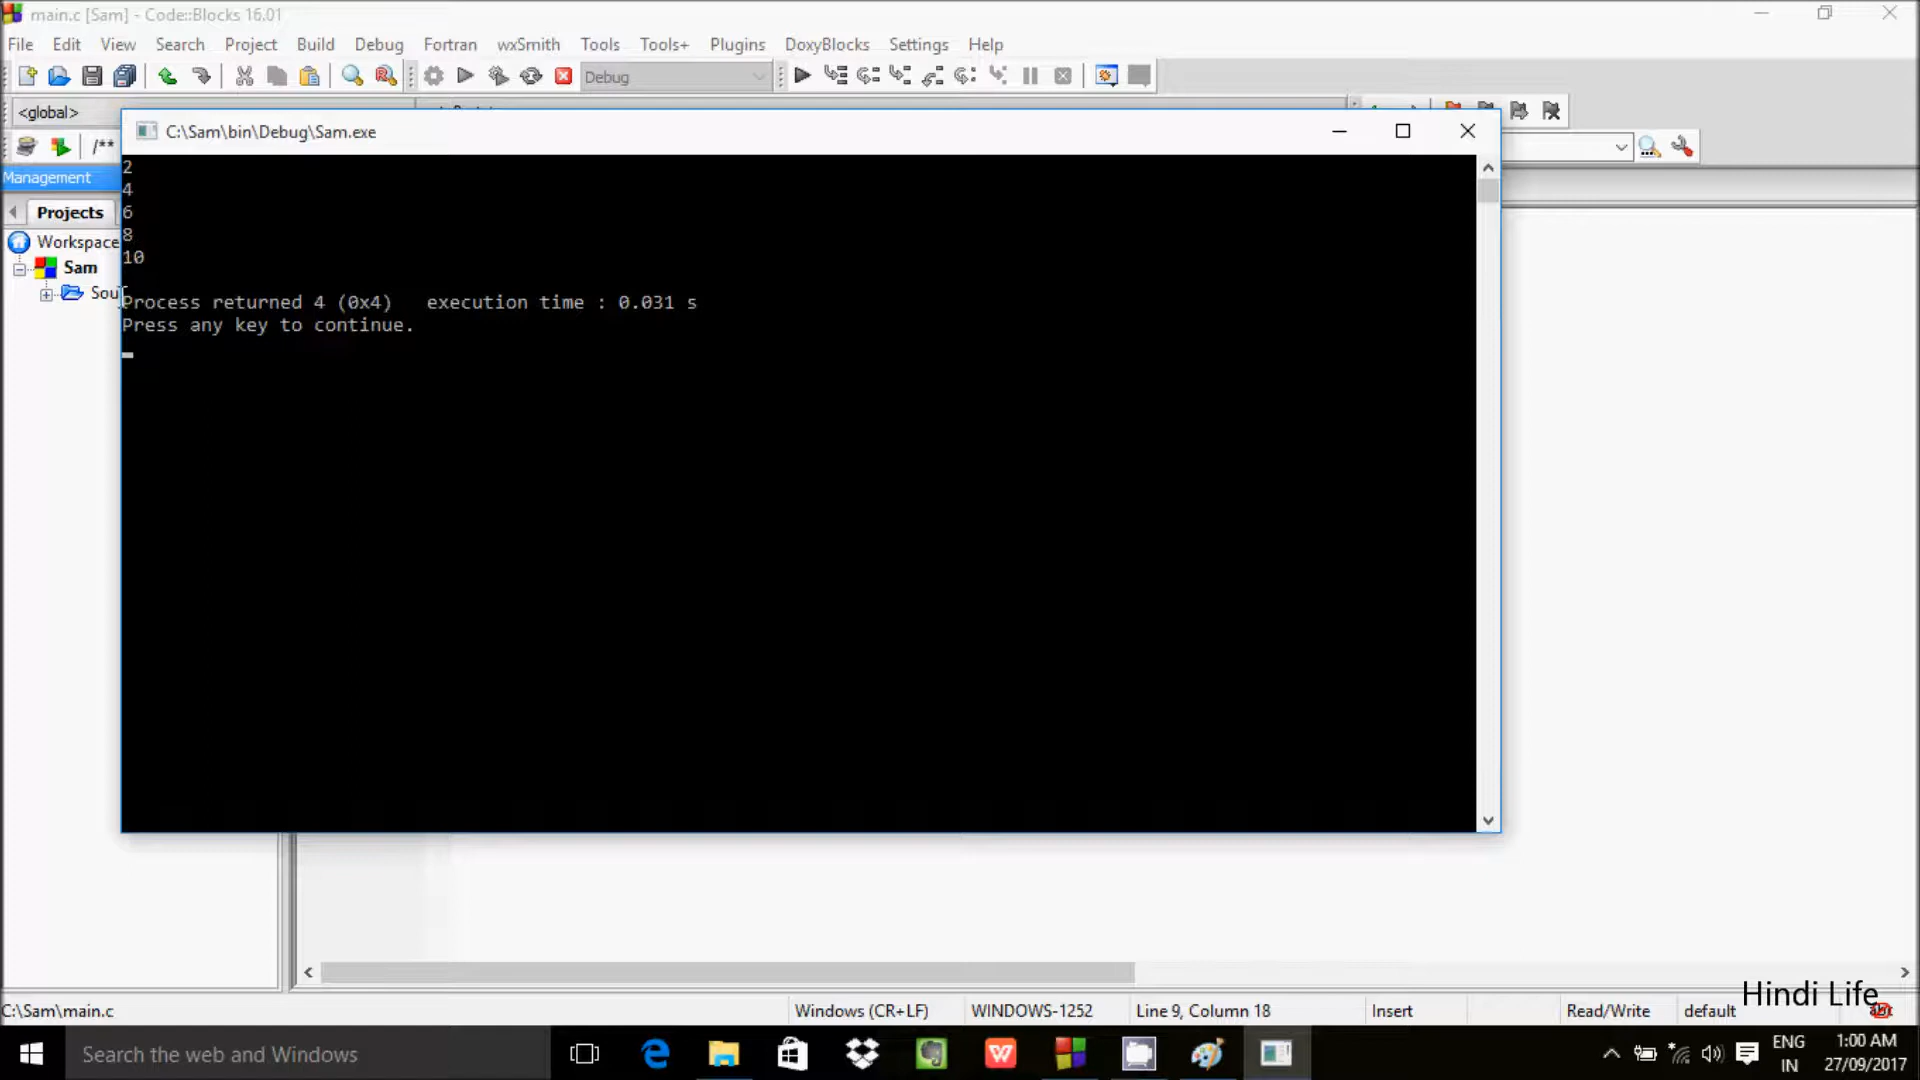 main.c [Sam] - Code::Blocks 16.01
File Edit View Search Project Build Debug Fortran wxSmith Tools Tools+ Plugins DoxyBlocks Settings Help
Debug
<global>
C:\Sam\bin\Debug\Sam.exe
/**
Management
Projects
Workspace
Sam
Sou
2
4
6
8
10
Process returned 4 (0x4)   execution time : 0.031 s
Press any key to continue.
Hindi Life
C:\Sam\main.c Windows (CR+LF) WINDOWS-1252 Line 9, Column 18 Insert Read/Write default
Search the web and Windows
ENG
IN
1:00 AM
27/09/2017